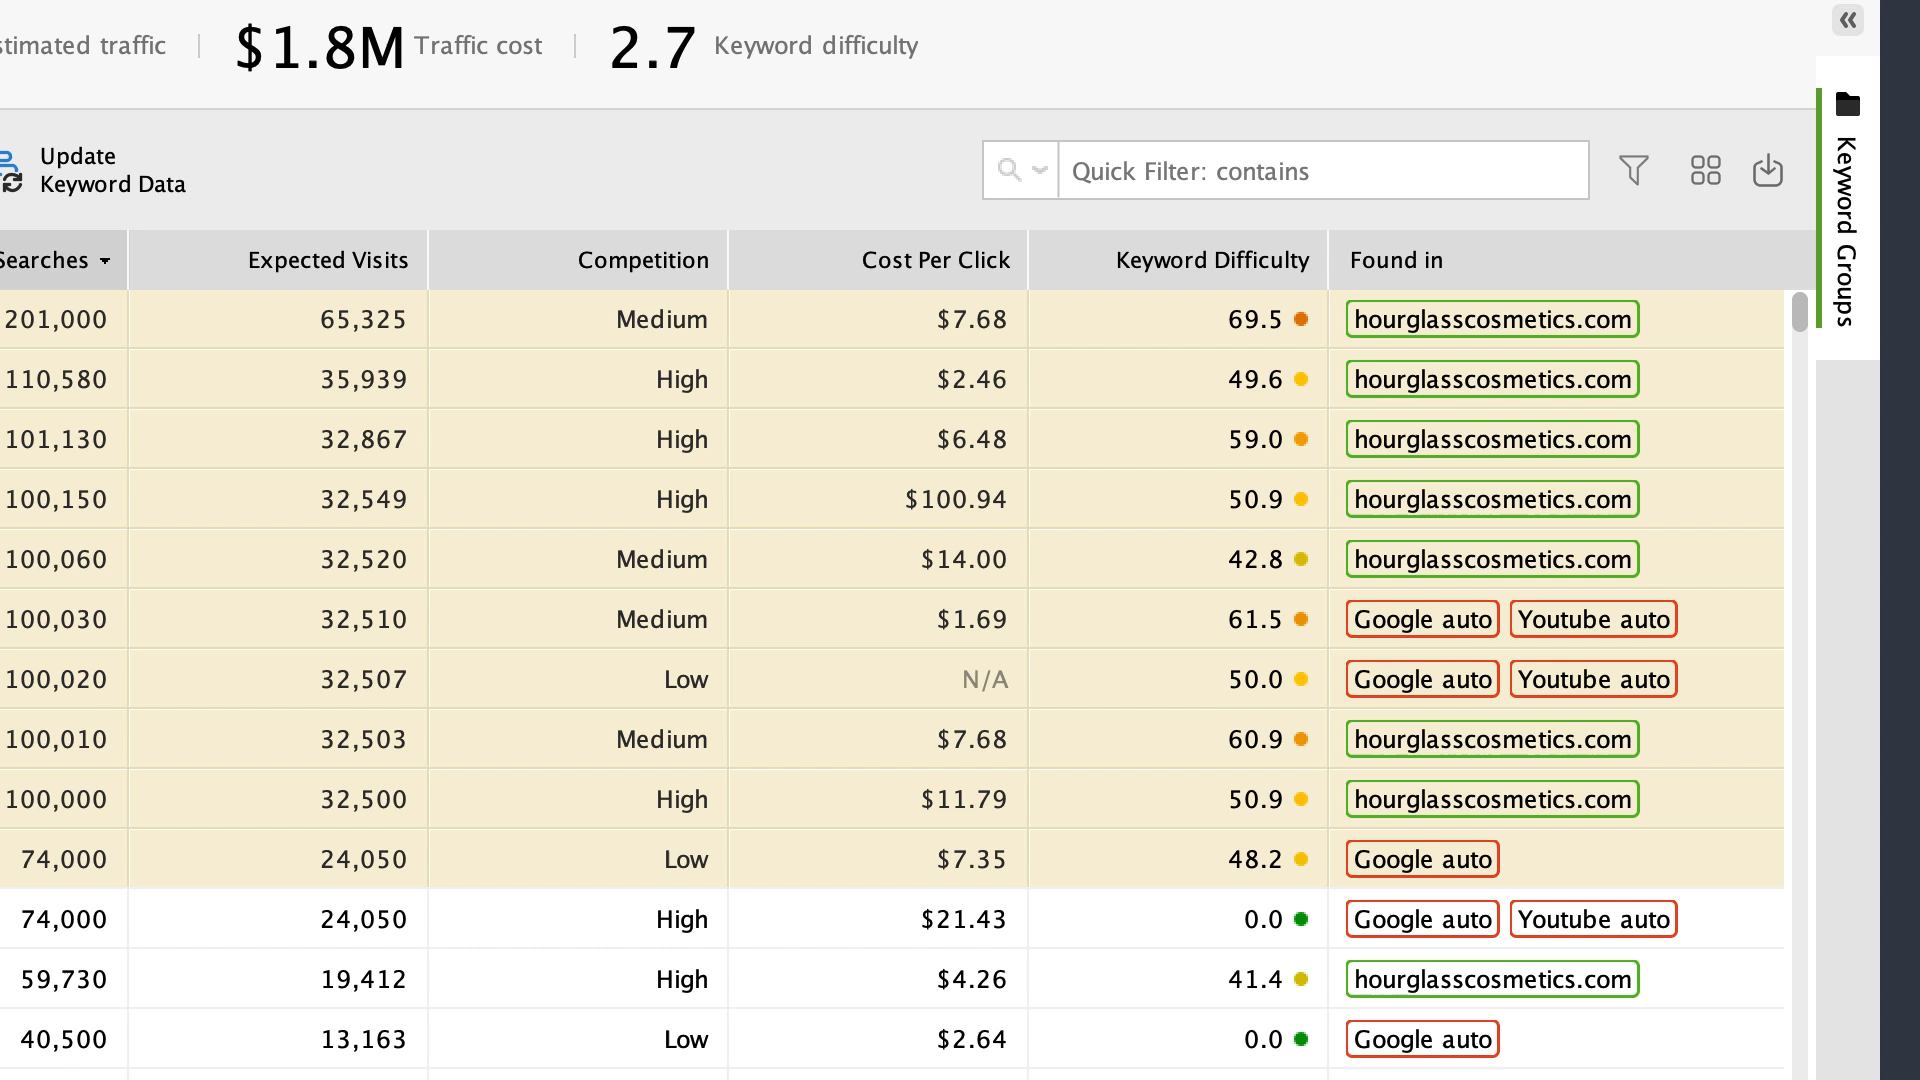 stimated traffic $1.8M Traffic cost 2.7 Keyword difficulty
Update
Keyword Data
Quick Filter: contains
Keyword Groups
Searches Expected Visits Competition Cost Per Click Keyword Difficulty Found in
201,000 65,325 Medium $7.68 69.5 hourglasscosmetics.com
110,580 35,939 High $2.46 49.6 hourglasscosmetics.com
101,130 32,867 High $6.48 59.0 hourglasscosmetics.com
100,150 32,549 High $100.94 50.9 hourglasscosmetics.com
100,060 32,520 Medium $14.00 42.8 hourglasscosmetics.com
100,030 32,510 Medium $1.69 61.5 Google auto Youtube auto
100,020 32,507 Low N/A 50.0 Google auto Youtube auto
100,010 32,503 Medium $7.68 60.9 hourglasscosmetics.com
100,000 32,500 High $11.79 50.9 hourglasscosmetics.com
74,000 24,050 Low $7.35 48.2 Google auto
74,000 24,050 High $21.43 0.0 Google auto Youtube auto
59,730 19,412 High $4.26 41.4 hourglasscosmetics.com
40,500 13,163 Low $2.64 0.0 Google auto